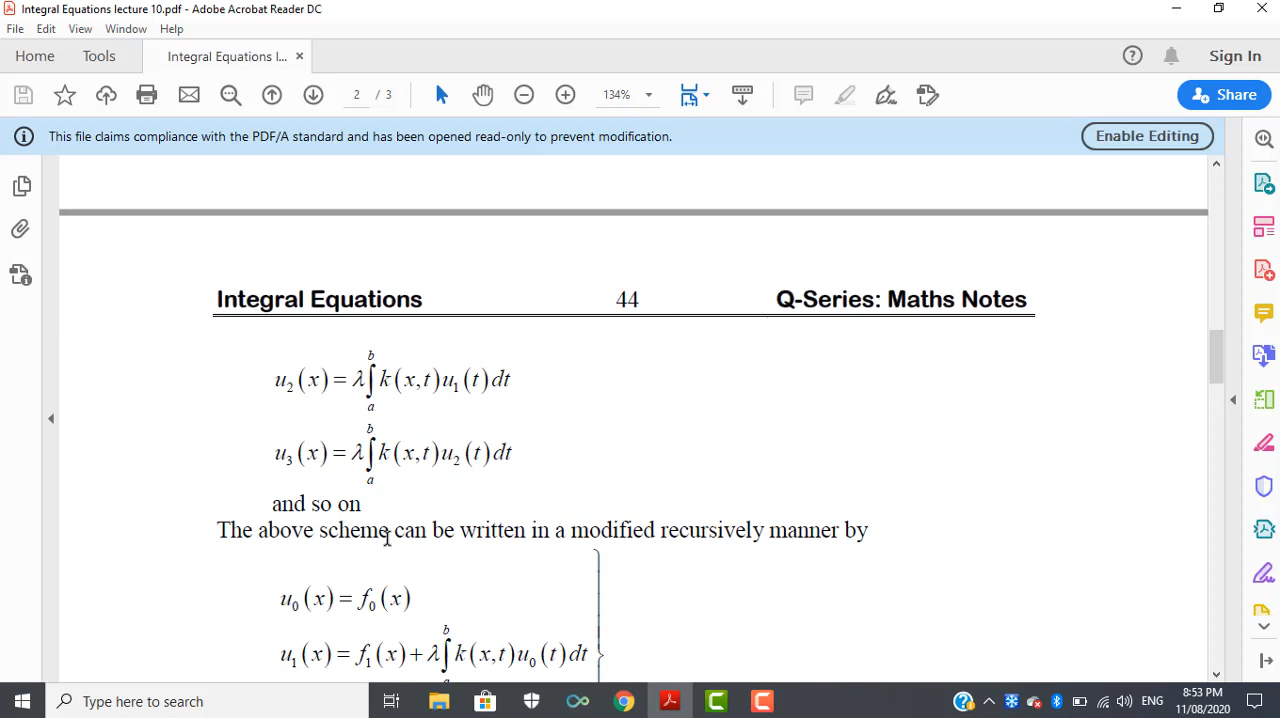 Integral Equations lecture 10.pdf - Adobe Acrobat Reader DC
File Edit View Window Help
Home Tools Integral Equations l... × Sign In
2 / 3 134% Share
This file claims compliance with the PDF/A standard and has been opened read-only to prevent modification. Enable Editing
Integral Equations 44 Q-Series: Maths Notes
u₂(x) = λ∫ₐᵇ k(x,t)u₁(t)dt
u₃(x) = λ∫ₐᵇ k(x,t)u₂(t)dt
and so on
The above scheme can be written in a modified recursively manner by
u₀(x) = f₀(x)
u₁(x) = f₁(x) + λ∫ₐᵇ k(x,t)u₀(t)dt
Type here to search
ENG
8:53 PM
11/08/2020